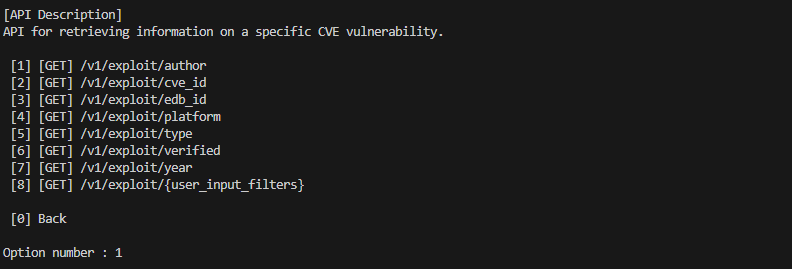 [API Description]
API for retrieving information on a specific CVE vulnerability.
[1] [GET] /v1/exploit/author
[2] [GET] /v1/exploit/cve_id
[3] [GET] /v1/exploit/edb_id
[4] [GET] /v1/exploit/platform
[5] [GET] /v1/exploit/type
[6] [GET] /v1/exploit/verified
[7] [GET] /v1/exploit/year
[8] [GET] /v1/exploit/{user_input_filters}
[0] Back
Option number : 1